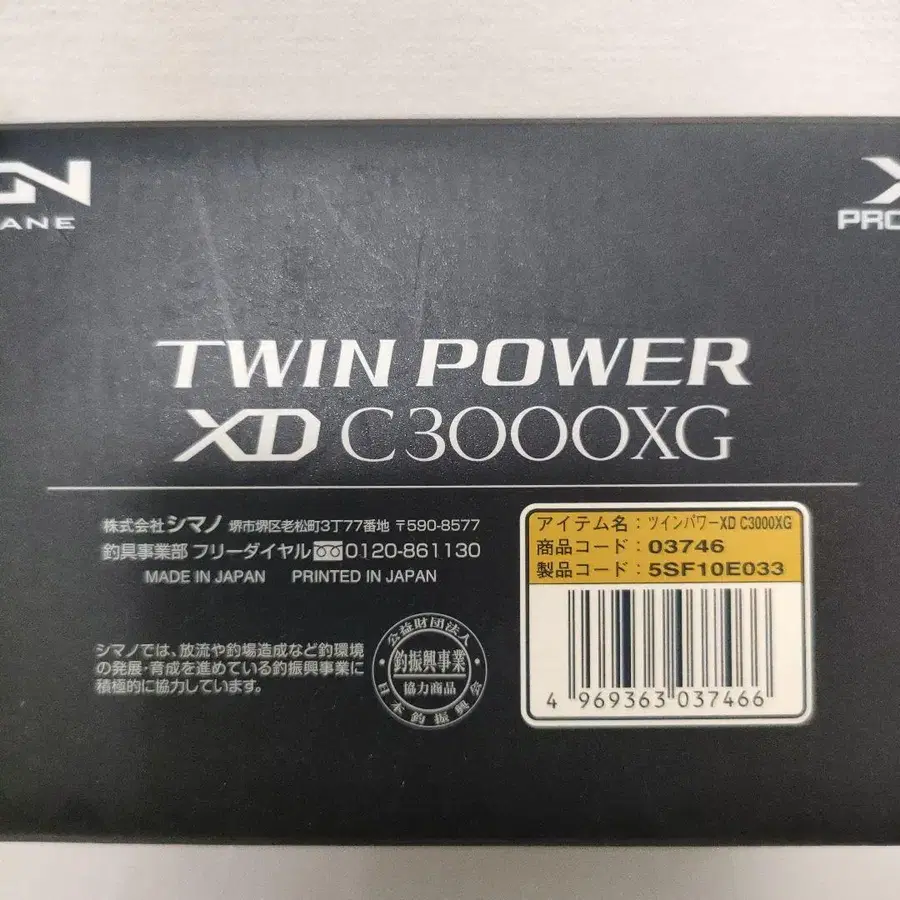 TWIN POWER
XD C3000XG
株式会社シマノ 堺市堺区老松町3丁77番地 〒590-8577
釣具事業部 フリーダイヤル 0120-861130
MADE IN JAPAN PRINTED IN JAPAN
シマノでは、放流や釣場造成など釣環境
の発展・育成を進めている釣振興事業に
積極的に協力しています。
公益財団法人
釣振興事業
協力商品
日本釣振興会
アイテム名：ツインパワーXD C3000XG
商品コード：03746
製品コード：5SF10E033
4 969363 037466